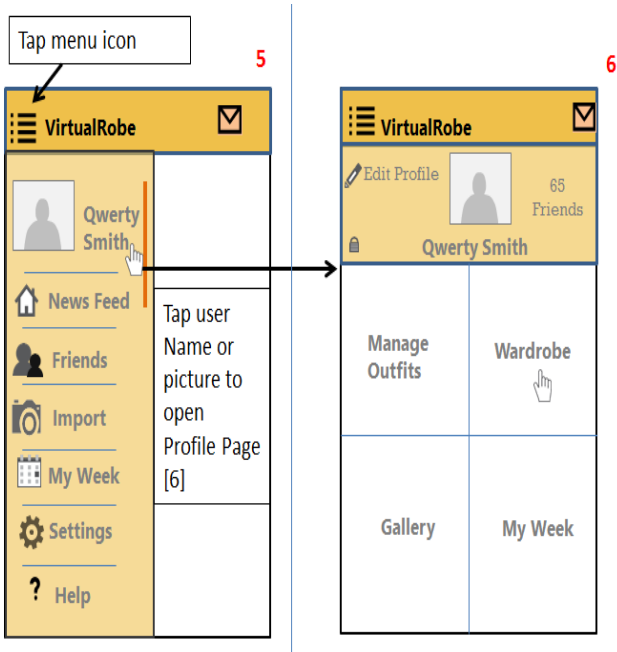 Tap menu icon
5
VirtualRobe
Qwerty
Smith
News Feed
Friends
Import
My Week
Settings
? Help
Tap user
Name or
picture to
open
Profile Page
[6]
6
VirtualRobe
Edit Profile
65
Friends
Qwerty Smith
Manage
Outfits
Wardrobe
Gallery
My Week